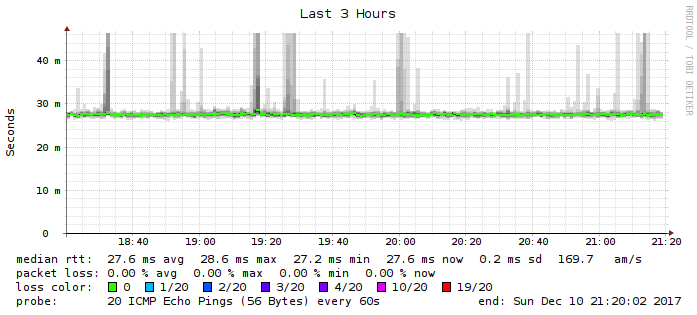 Last 3 Hours
RRDTOOL / TOBI OETIKER
Seconds
40 m
30 m
20 m
10 m
0
18:40 19:00 19:20 19:40 20:00 20:20 20:40 21:00 21:20
median rtt: 27.6 ms avg 28.6 ms max 27.2 ms min 27.6 ms now 0.2 ms sd 169.7 am/s
packet loss: 0.00 % avg 0.00 % max 0.00 % min 0.00 % now
loss color: 0 1/20 2/20 3/20 4/20 10/20 19/20
probe: 20 ICMP Echo Pings (56 Bytes) every 60s end: Sun Dec 10 21:20:02 2017